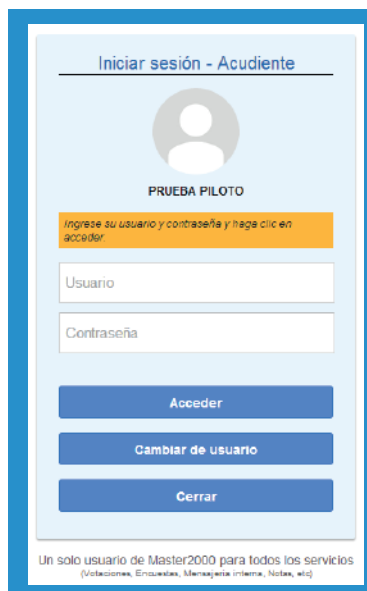 Iniciar sesión - Acudiente
PRUEBA PILOTO
Ingrese su usuario y contraseña y haga clic en
acceder.
Usuario
Contraseña
Acceder
Cambiar de usuario
Cerrar
Un solo usuario de Master2000 para todos los servicios
(Votaciones, Encuestas, Mensajeria interna, Notas, etc)